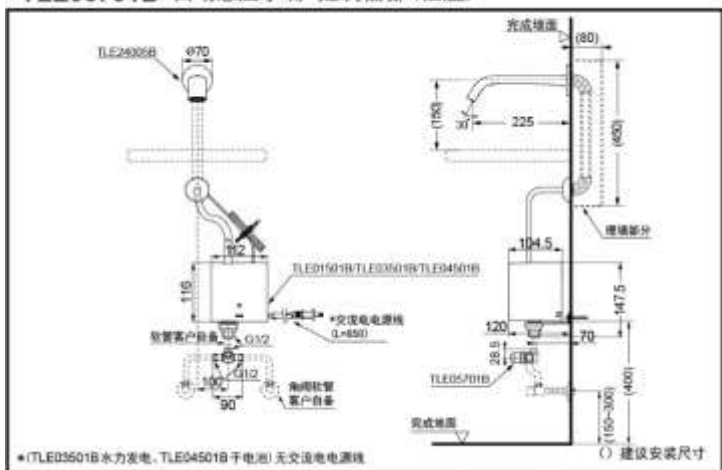 完成墙面
Ø70
(80)
TLE24005B
(150)
225
(450)
埋墙部分
112
104.5
TLE01501B/TLE03501B/TLE04501B
116
147.5
*交流电电源线
(L=850)
120
70
软管客户自备
G1/2
28.5
G1/2
TLE05701B
100
角阀软管
客户自备
90
(400)
(150~300)
完成地面
*(TLE03501B水力发电、TLE04501B干电池)无交流电电源线
()建议安装尺寸